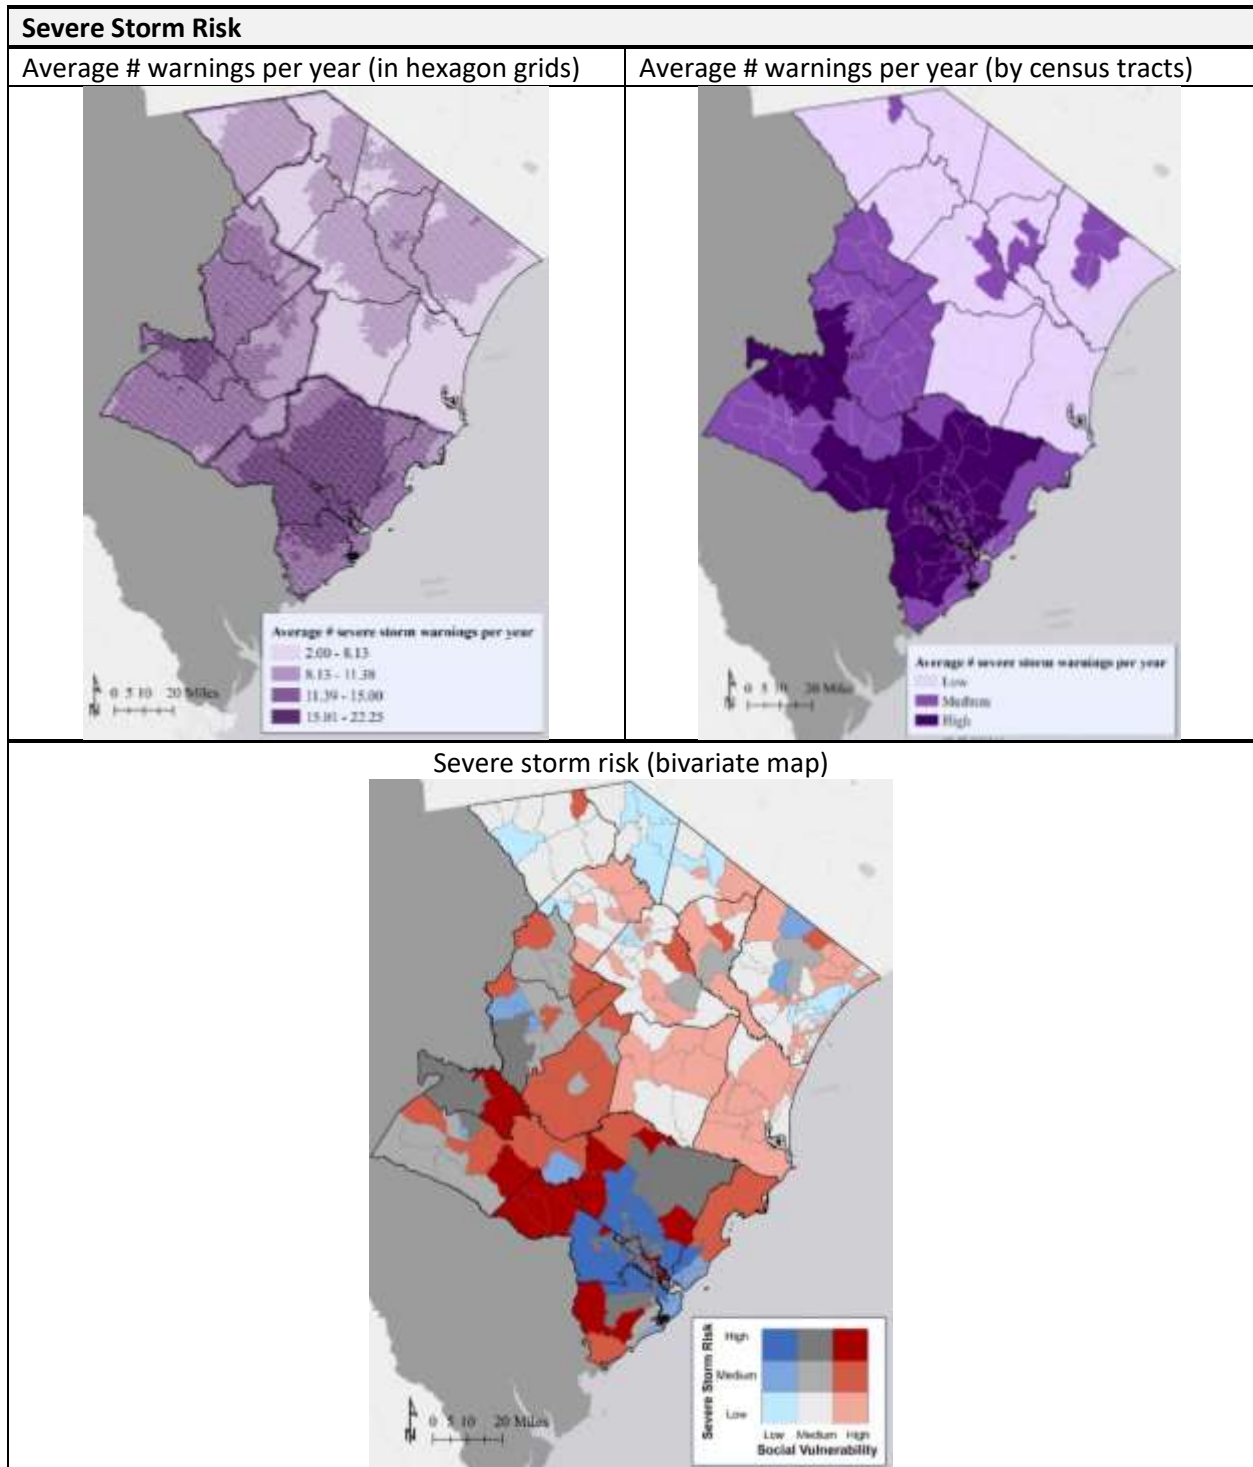 Severe Storm Risk
Average # warnings per year (in hexagon grids)
Average # warnings per year (by census tracts)
Average # severe storm warnings per year
2.00 - 8.13
8.13 - 11.38
11.39 - 15.00
15.01 - 22.25
N
0 5 10 20 Miles
Average # severe storm warnings per year
Low
Medium
High
N
0 5 10 20 Miles
Severe storm risk (bivariate map)
Severe Storm Risk
High
Medium
Low
Low Medium High
Social Vulnerability
N
0 5 10 20 Miles